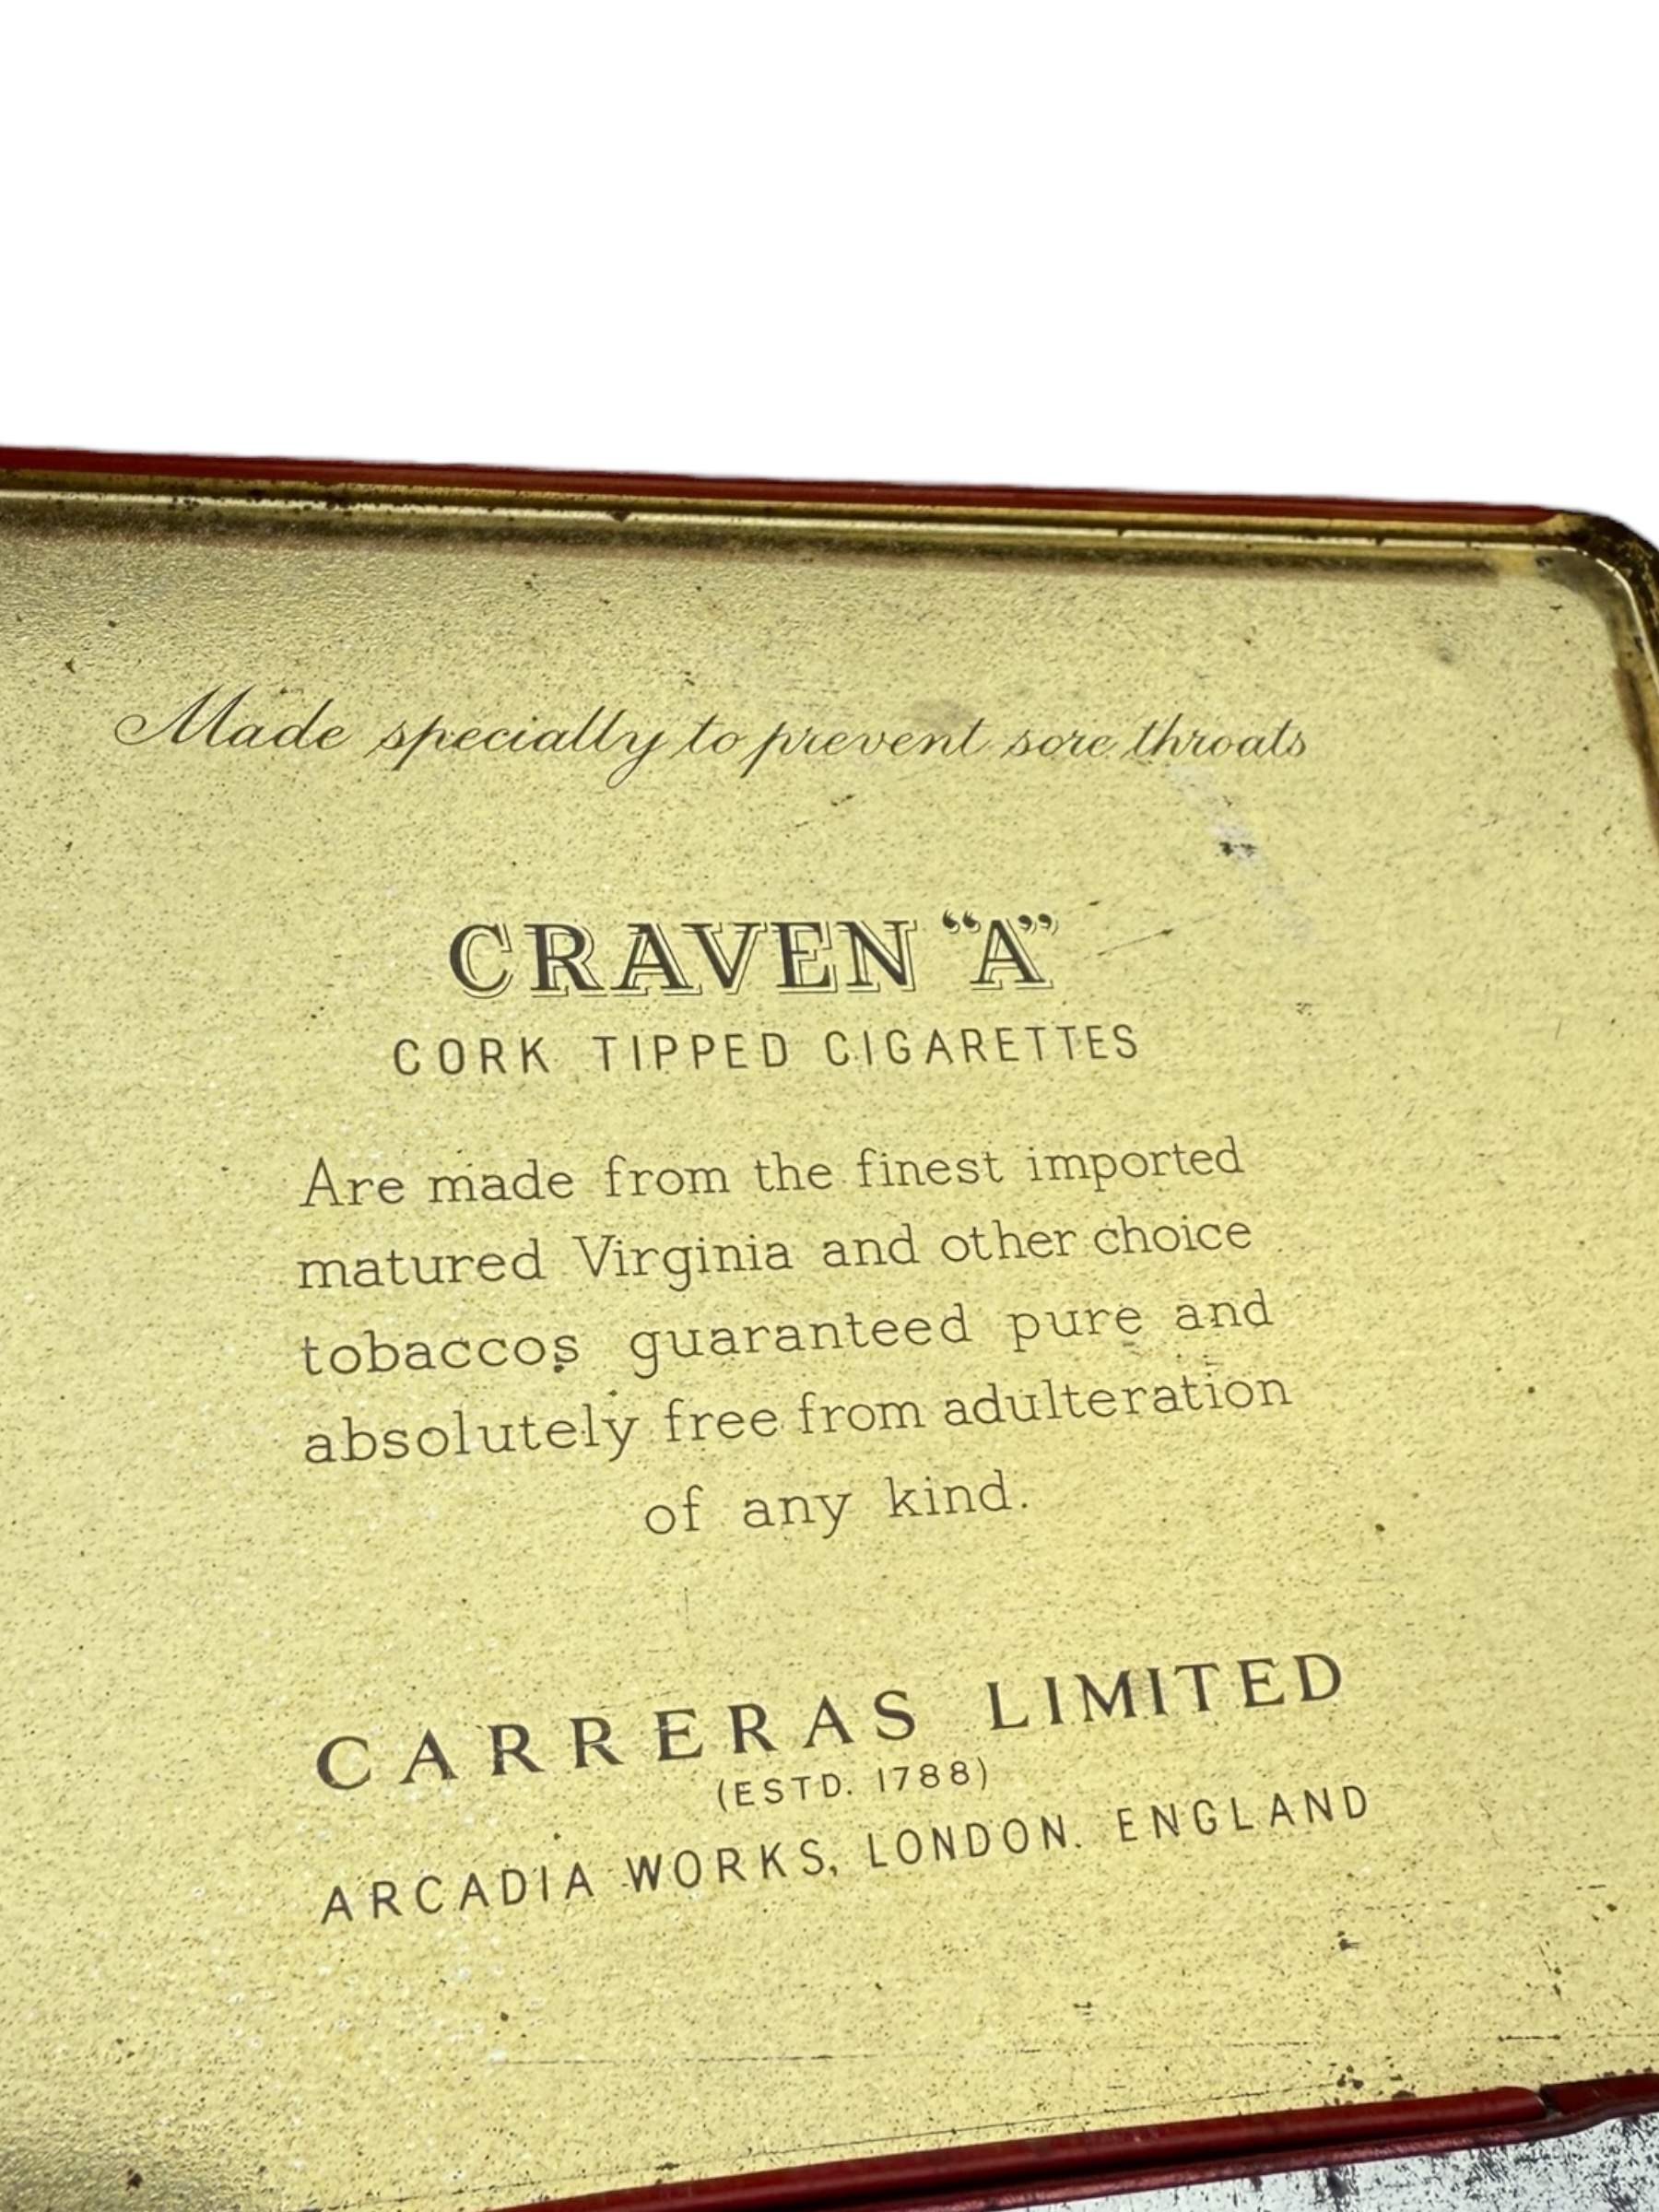 Made specially to prevent sore throats
CRAVEN “A”
CORK TIPPED CIGARETTES
Are made from the finest imported
matured Virginia and other choice
tobaccos guaranteed pure and
absolutely free from adulteration
of any kind.
CARRERAS LIMITED
(ESTD. 1788)
ARCADIA WORKS, LONDON. ENGLAND